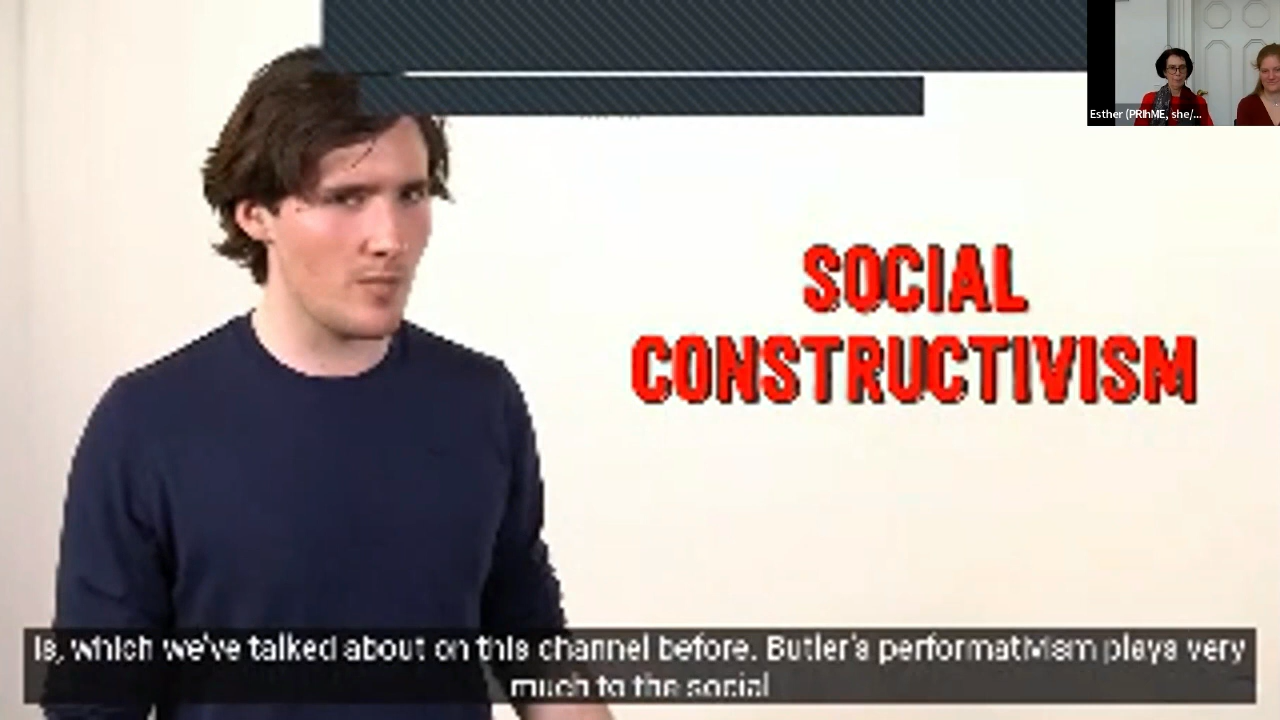 Esther (PRihME, she/...
SOCIAL
CONSTRUCTIVISM
is, which we've talked about on this channel before. Butler's performativism plays very
much to the social